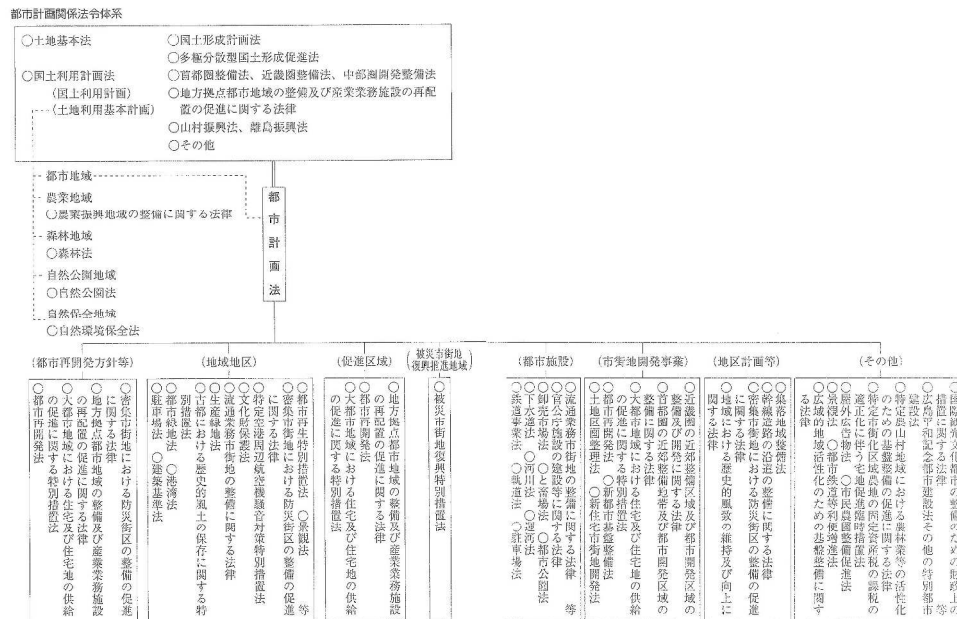 都市計画関係法令体系
○土地基本法
○国土利用計画法
(国土利用計画)
(土地利用基本計画)
○国土形成計画法
○多極分散型国土形成促進法
○首都圏整備法、近畿圏整備法、中部圏開発整備法
○地方拠点都市地域の整備及び産業業務施設の再配
置の促進に関する法律
○山村振興法、離島振興法
○その他
都市地域
農業地域
○農業振興地域の整備に関する法律
森林地域
○森林法
自然公園地域
○自然公園法
自然保全地域
○自然環境保全法
都市計画法
(都市再開発方針等)
○都市再開発法
○大都市地域における住宅及び住宅地の供給
の促進に関する特別措置法
○地方拠点都市地域の整備及び産業業務施設
の再配置の促進に関する法律
○密集市街地における防災街区の整備の促進
に関する法律
(地域地区)
○駐車場法 ○建築基準法
○都市緑地法 ○港湾法
○古都における歴史的風土の保存に関する特
別措置法
○生産緑地法
○流通業務市街地の整備に関する法律
○文化財保護法
○特定空港周辺航空機騒音対策特別措置法
○密集市街地における防災街区の整備の促進
に関する法律
○都市再生特別措置法 ○景観法 等
(促進区域)
○大都市地域における住宅及び住宅地の供給
の促進に関する特別措置法
○都市再開発法
○地方拠点都市地域の整備及び産業業務施設
の再配置の促進に関する法律
(被災市街地
復興推進地域)
○被災市街地復興特別措置法
(都市施設)
○鉄道事業法 ○軌道法 ○駐車場法
○下水道法 ○河川法 ○運河法
○卸売市場法 ○と畜場法 ○都市公園法
○官公庁施設の建設等に関する法律
○流通業務市街地の整備に関する法律 等
(市街地開発事業)
○土地区画整理法 ○新住宅市街地開発法
○都市再開発法 ○新都市基盤整備法
○大都市地域における住宅及び住宅地の供給
の促進に関する特別措置法
○首都圏の近郊整備地帯及び都市開発区域の
整備に関する法律
○近畿圏の近郊整備区域及び都市開発区域の
整備及び開発に関する法律
(地区計画等)
○地域における歴史的風致の維持及び向上に
関する法律
○密集市街地における防災街区の整備の促進
に関する法律
○幹線道路の沿道の整備に関する法律
○集落地域整備法
(その他)
○広域的地域活性化のための基盤整備に関す
る法律
○景観法 ○都市鉄道等利便増進法
○屋外広告物法 ○市民農園整備促進法
○特定市街化区域農地の固定資産税の課税の
適正化に伴う宅地化促進臨時措置法
○特定農山村地域における農林業等の活性化
のための基盤整備の促進に関する法律
○広島平和記念都市建設法その他の特別都市
建設法
○国際観光文化都市の整備のための財政上の
措置に関する法律 等